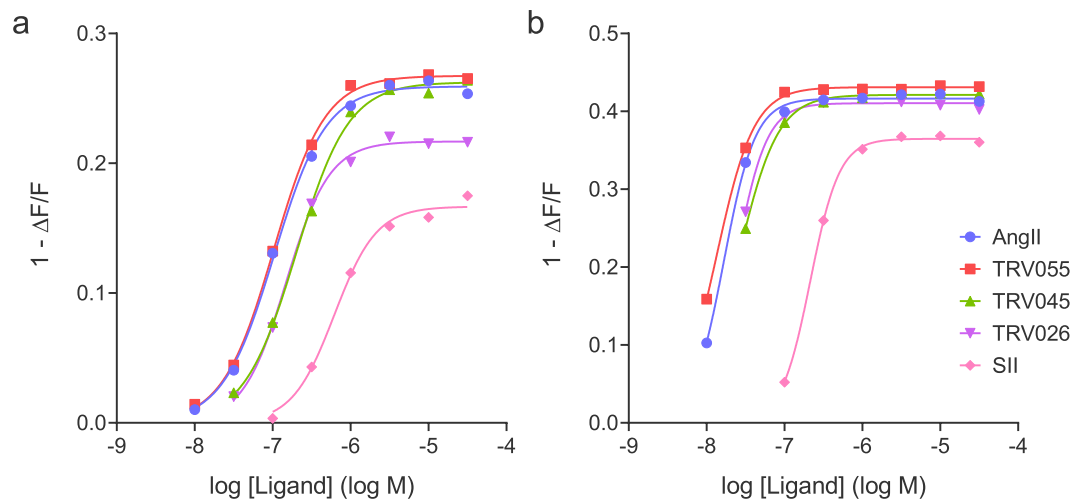 a
b
0.3
0.2
0.1
0.0
1 - ΔF/F
-9
-8
-7
-6
-5
-4
log [Ligand] (log M)
0.5
0.4
0.3
0.2
0.1
0.0
1 - ΔF/F
-9
-8
-7
-6
-5
-4
log [Ligand] (log M)
AngII
TRV055
TRV045
TRV026
SII